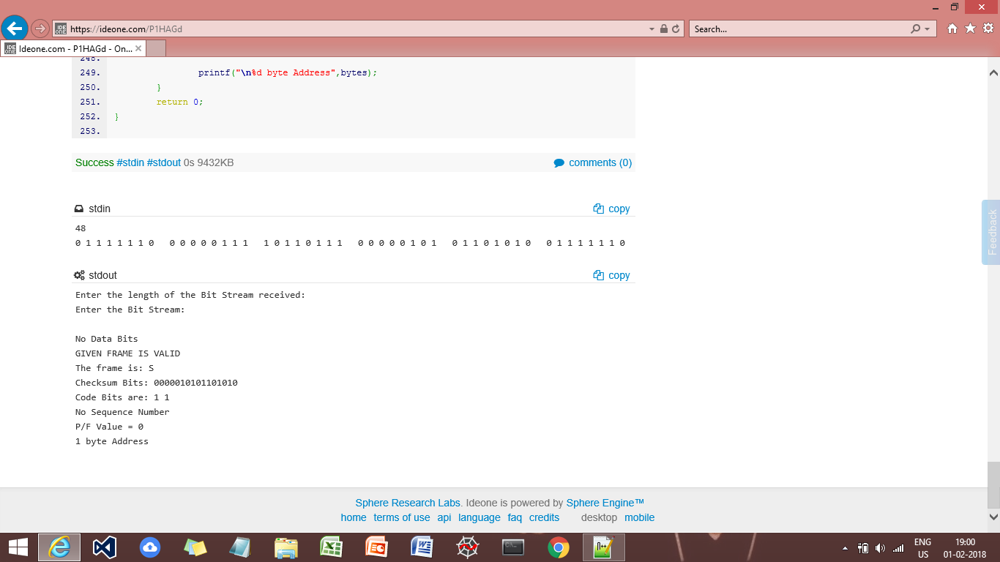 https://ideone.com/P1HAGd
Search...
IDE ONE Ideone.com - P1HAGd - On...
248.
249. printf("\n%d byte Address",bytes);
250. }
251. return 0;
252. }
253.
Success #stdin #stdout 0s 9432KB
comments (0)
stdin
copy
48
0 1 1 1 1 1 1 0   0 0 0 0 0 1 1 1   1 0 1 1 0 1 1 1   0 0 0 0 0 1 0 1   0 1 1 0 1 0 1 0   0 1 1 1 1 1 1 0
Feedback
stdout
copy
Enter the length of the Bit Stream received:
Enter the Bit Stream:
No Data Bits
GIVEN FRAME IS VALID
The frame is: S
Checksum Bits: 0000010101101010
Code Bits are: 1 1
No Sequence Number
P/F Value = 0
1 byte Address
Sphere Research Labs. Ideone is powered by Sphere Engine™
home terms of use api language faq credits desktop mobile
ENG
US
19:00
01-02-2018